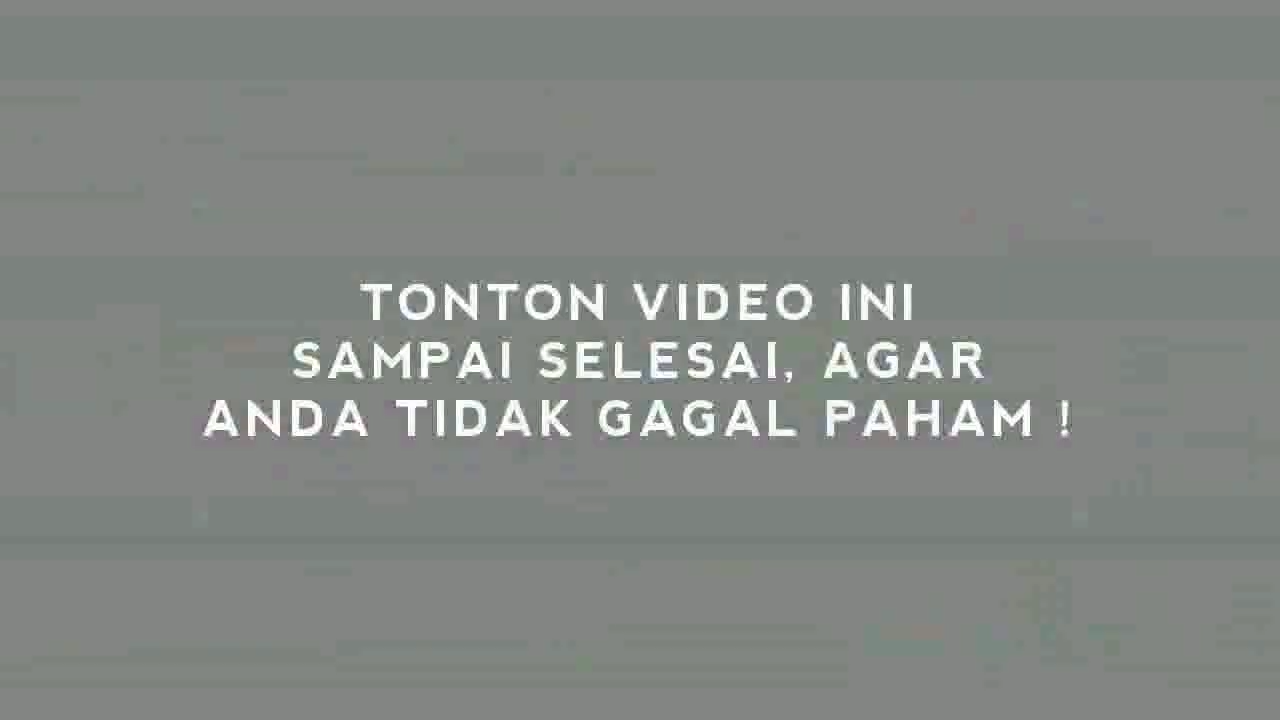 TONTON VIDEO INI
SAMPAI SELESAI, AGAR
ANDA TIDAK GAGAL PAHAM !